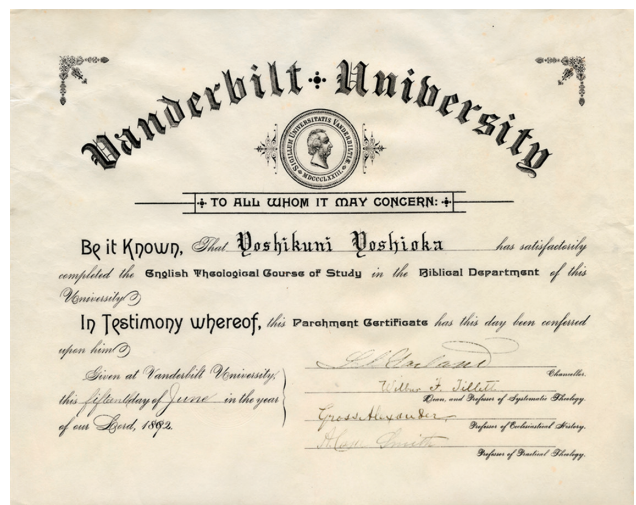 Vanderbilt University
SIGILLUM UNIVERSITATIS VANDERBILTIÆ
MDCCCLXXIII.
TO ALL WHOM IT MAY CONCERN:
Be it Known, That Yoshikuni Yoshioka has satisfactorily
completed the English Theological Course of Study in the Biblical Department of this
University
In Testimony whereof, this Parchment Certificate has this day been conferred
upon him
L. C. Garland
Chancellor.
Given at Vanderbilt University,
this fifteenth day of June in the year
of our Lord, 1892.
Wilbur F. Tillett
Dean, and Professor of Systematic Theology.
Gross Alexander
Professor of Ecclesiastical History.
Smith
Professor of Practical Theology.